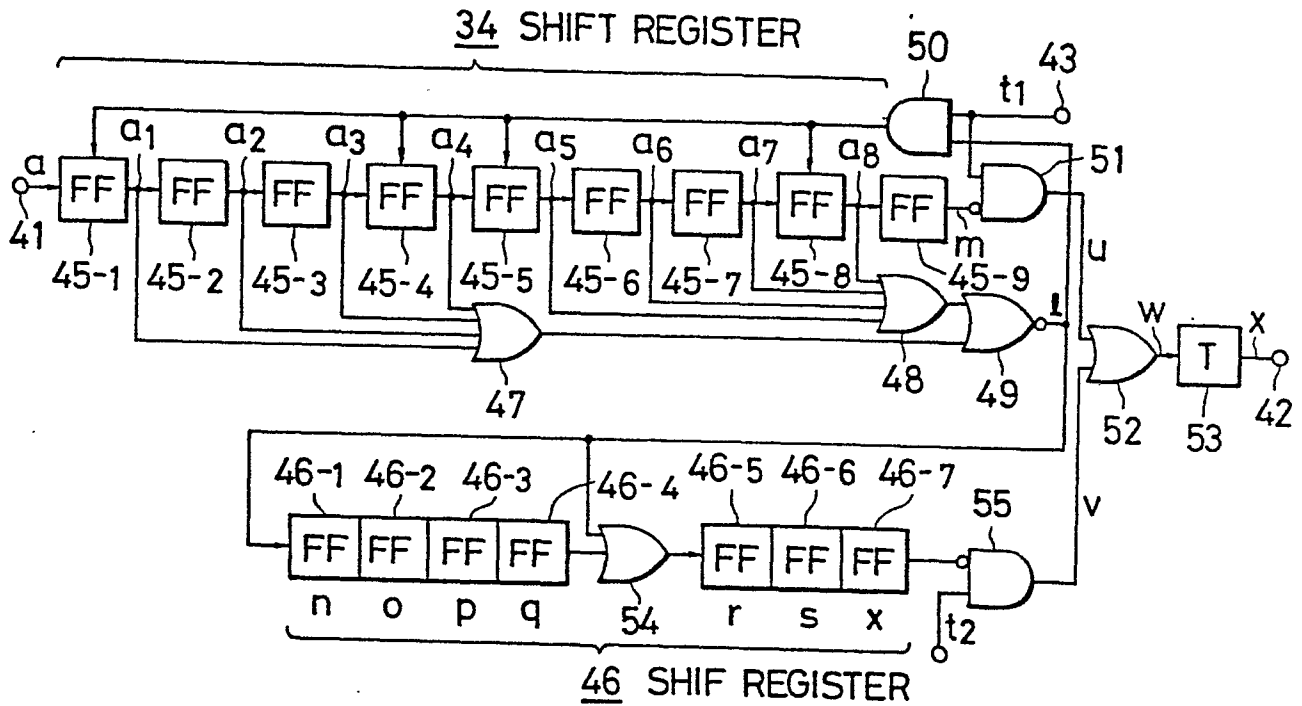 34 SHIFT REGISTER
50
43
t1
a1 a2 a3 a4 a5 a6 a7 a8
51
a
FF FF FF FF FF FF FF FF FF
m
41
45-1 45-2 45-3 45-4 45-5 45-6 45-7 45-8 45-9
u
l
w
x
T
47
48
49
52
53
42
46-1 46-2 46-3 46-4 46-5 46-6 46-7
55
v
FF FF FF FF FF FF FF
n o p q 54 r s x
t2
46 SHIF REGISTER